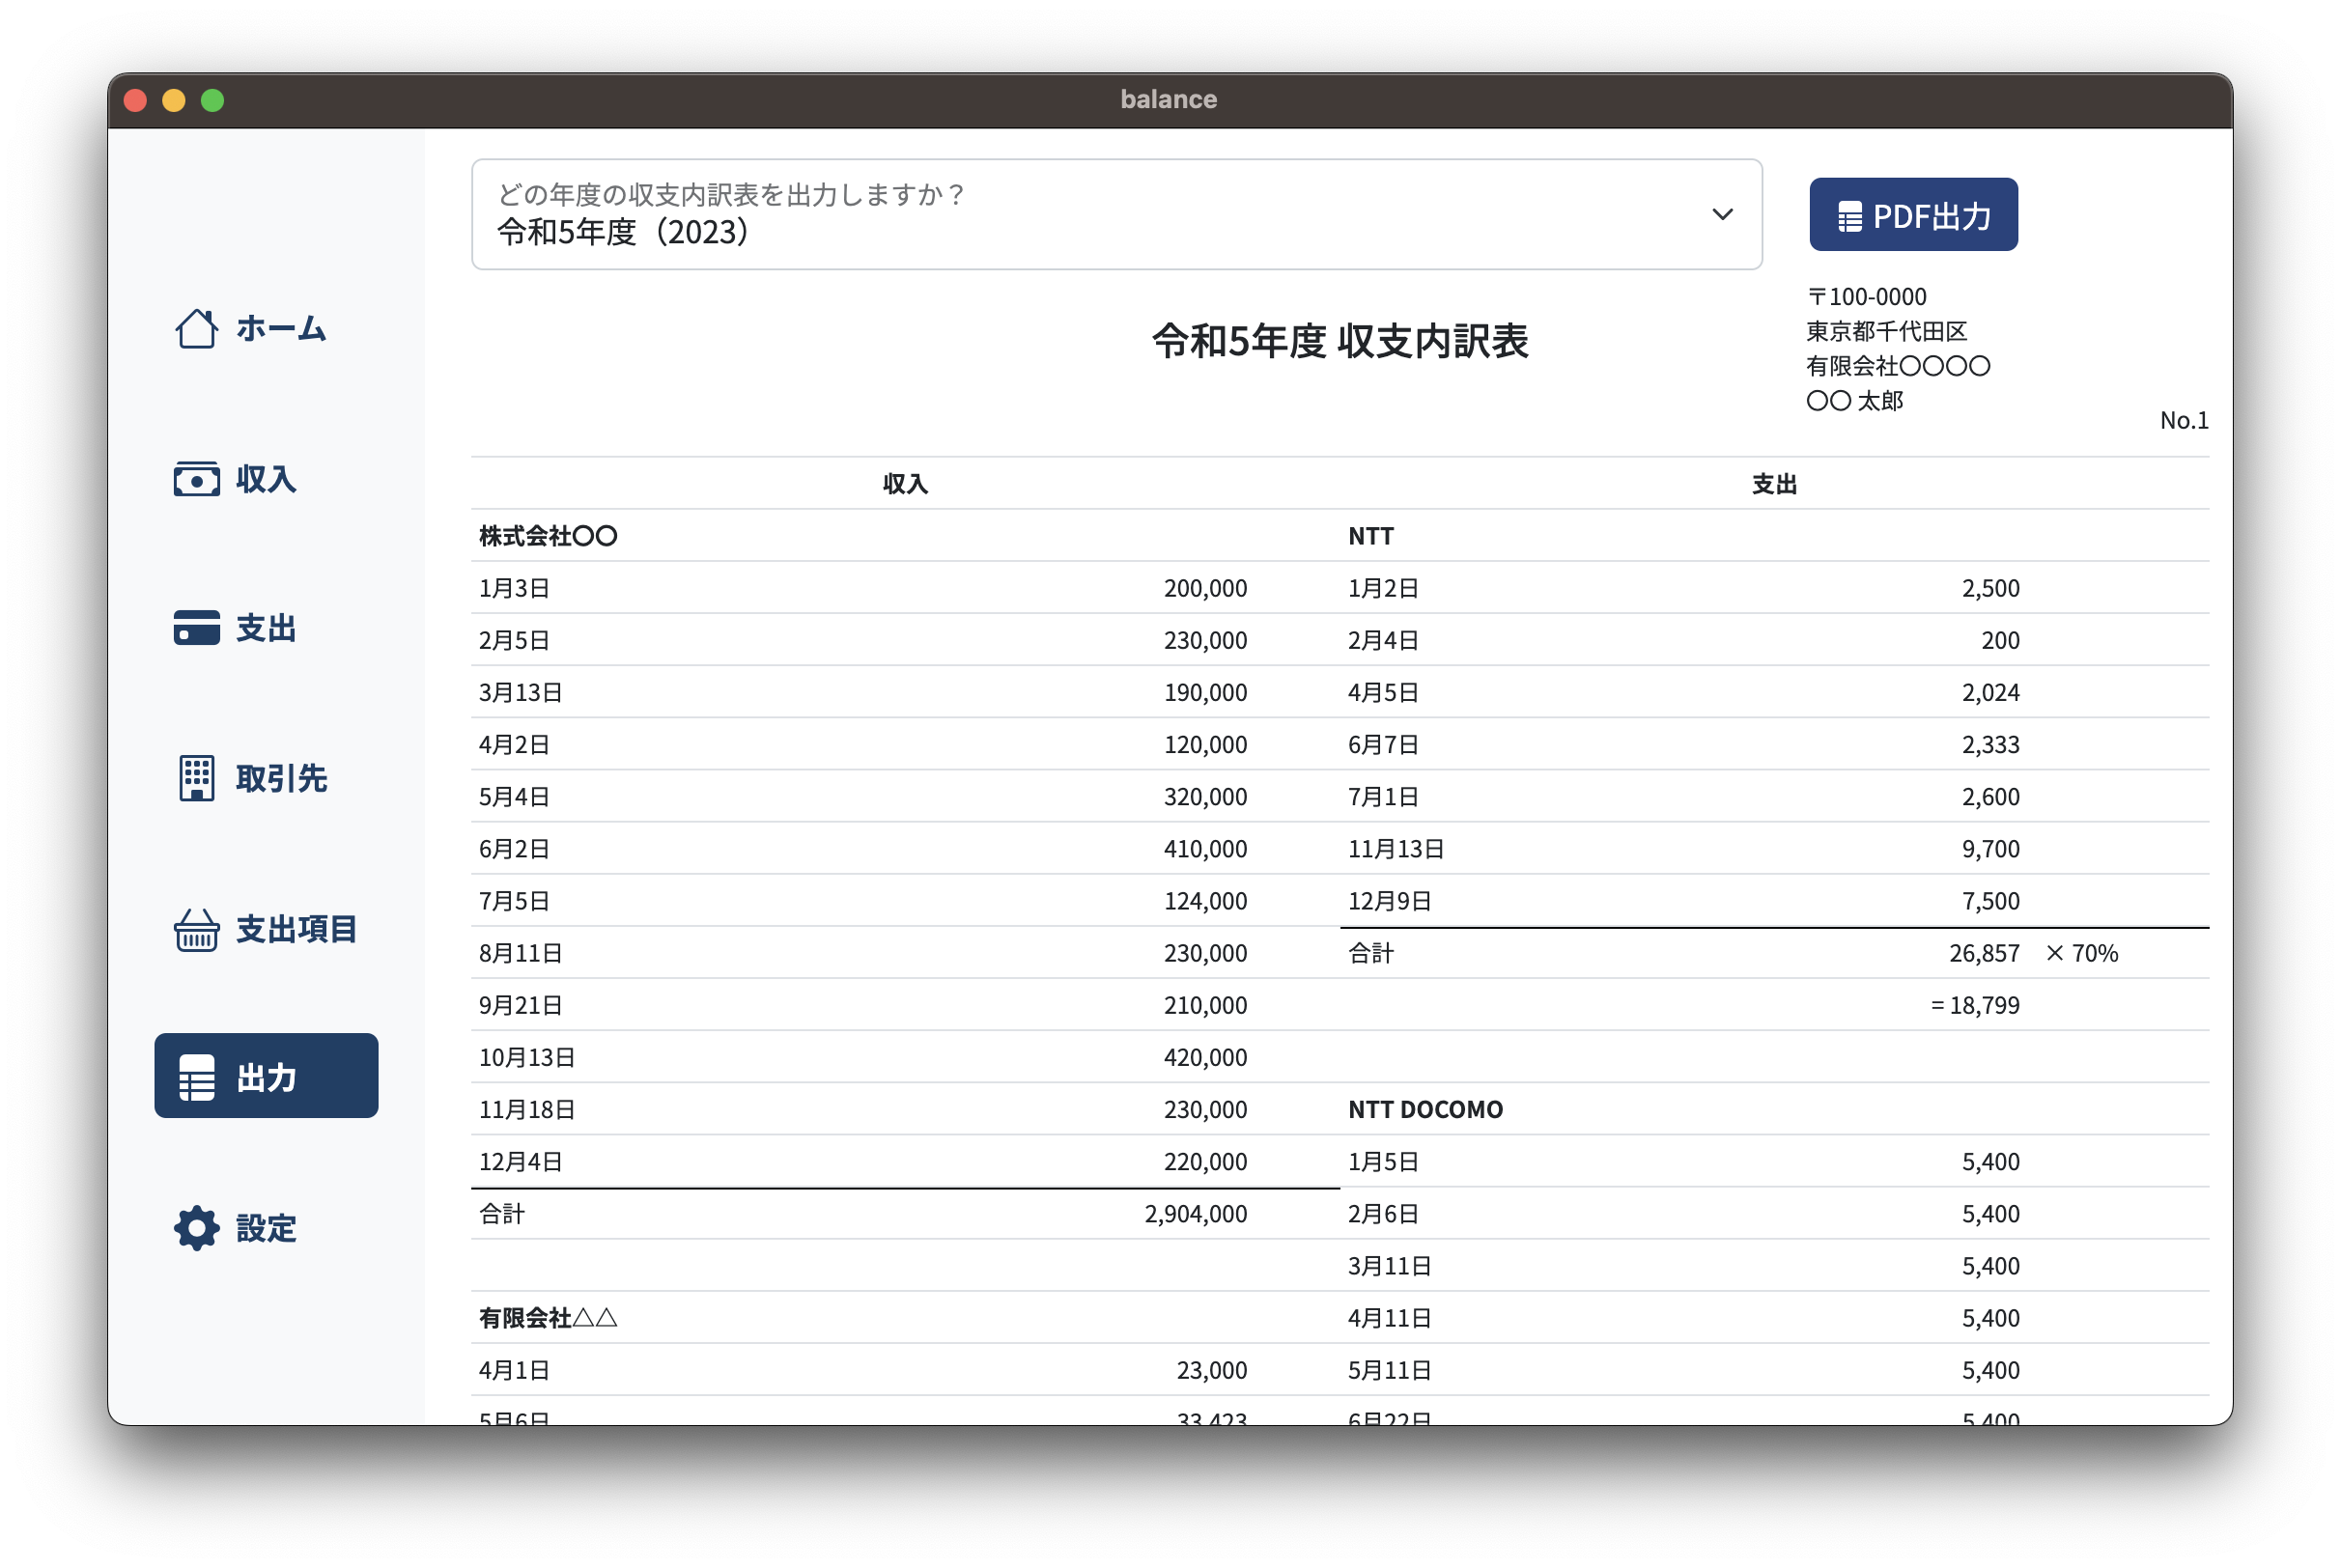 balance
どの年度の収支内訳表を出力しますか？
令和5年度（2023）
PDF出力
ホーム
収入
支出
取引先
支出項目
出力
設定
令和5年度 収支内訳表
〒100-0000
東京都千代田区
有限会社〇〇〇〇
〇〇 太郎
No.1
収入 支出
株式会社〇〇 NTT
1月3日 200,000 1月2日 2,500
2月5日 230,000 2月4日 200
3月13日 190,000 4月5日 2,024
4月2日 120,000 6月7日 2,333
5月4日 320,000 7月1日 2,600
6月2日 410,000 11月13日 9,700
7月5日 124,000 12月9日 7,500
8月11日 230,000 合計 26,857 × 70%
9月21日 210,000 = 18,799
10月13日 420,000
11月18日 230,000 NTT DOCOMO
12月4日 220,000 1月5日 5,400
合計 2,904,000 2月6日 5,400
3月11日 5,400
有限会社△△ 4月11日 5,400
4月1日 23,000 5月11日 5,400
5月6日 33,423 6月22日 5,400